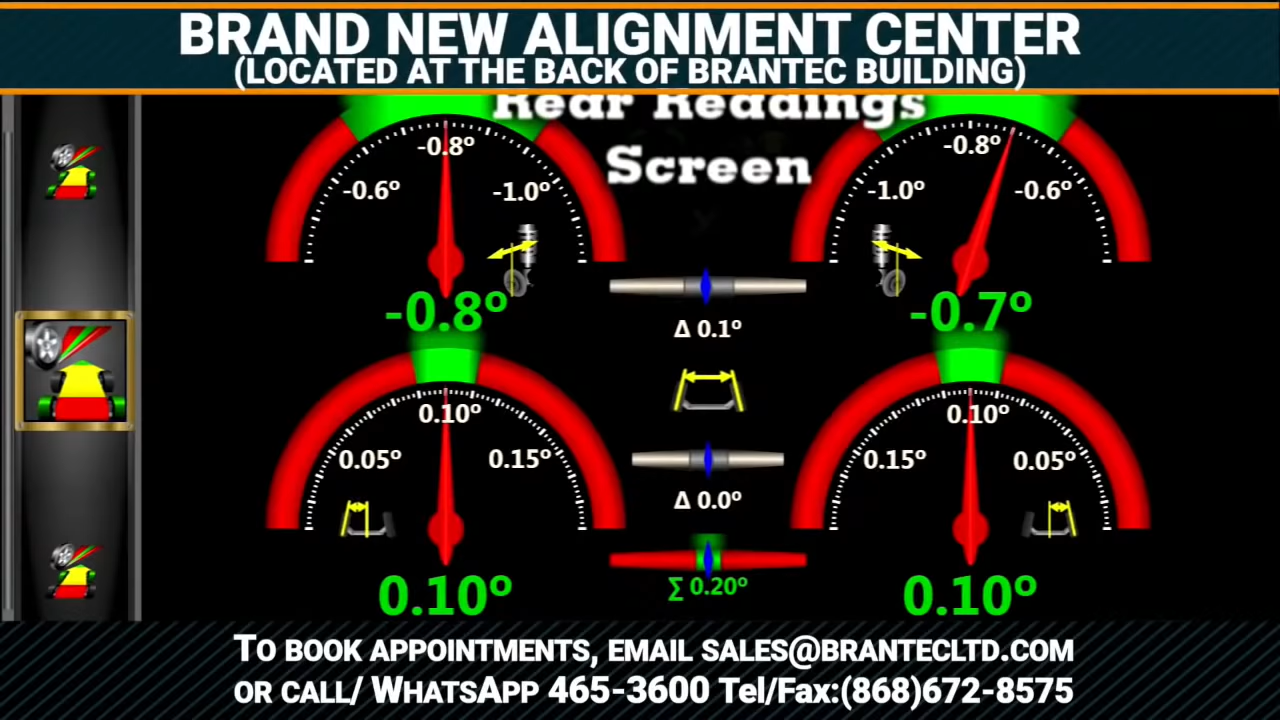 BRAND NEW ALIGNMENT CENTER
(LOCATED AT THE BACK OF BRANTEC BUILDING)
Rear Readings
Screen
-0.8º
-0.6º
-1.0º
-0.8º
-0.8º
-1.0º
-0.6º
-0.7º
Δ 0.1º
0.10º
0.05º
0.15º
0.10º
Δ 0.0º
∑ 0.20º
0.10º
0.15º
0.05º
0.10º
TO BOOK APPOINTMENTS, EMAIL SALES@BRANTECLTD.COM
OR CALL/ WHATSAPP 465-3600 Tel/Fax:(868)672-8575